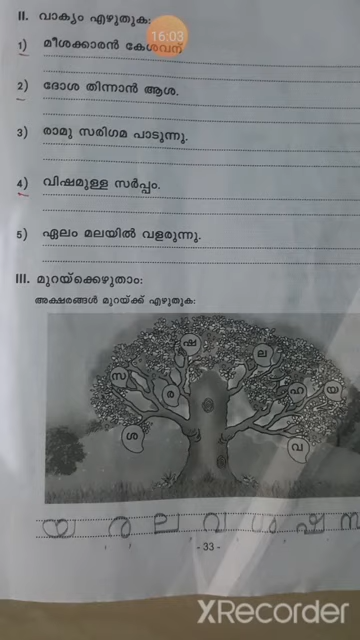 II. വാക്യം എഴുതുക:
16:03
1) മീശക്കാരൻ കേശവന്
2) ദോശ തിന്നാൻ ആശ.
3) രാമു സരിഗമ പാടുന്നു.
4) വിഷമുള്ള സർപ്പം.
5) ഏലം മലയിൽ വളരുന്നു.
III. മുറയ്ക്കെഴുതാം:
അക്ഷരങ്ങൾ മുറയ്ക്ക് എഴുതുക:
ഷ ല
സ ര ഹ യ
ശ വ
യ ര ല വ ശ ഷ സ
- 33 -
XRecorder